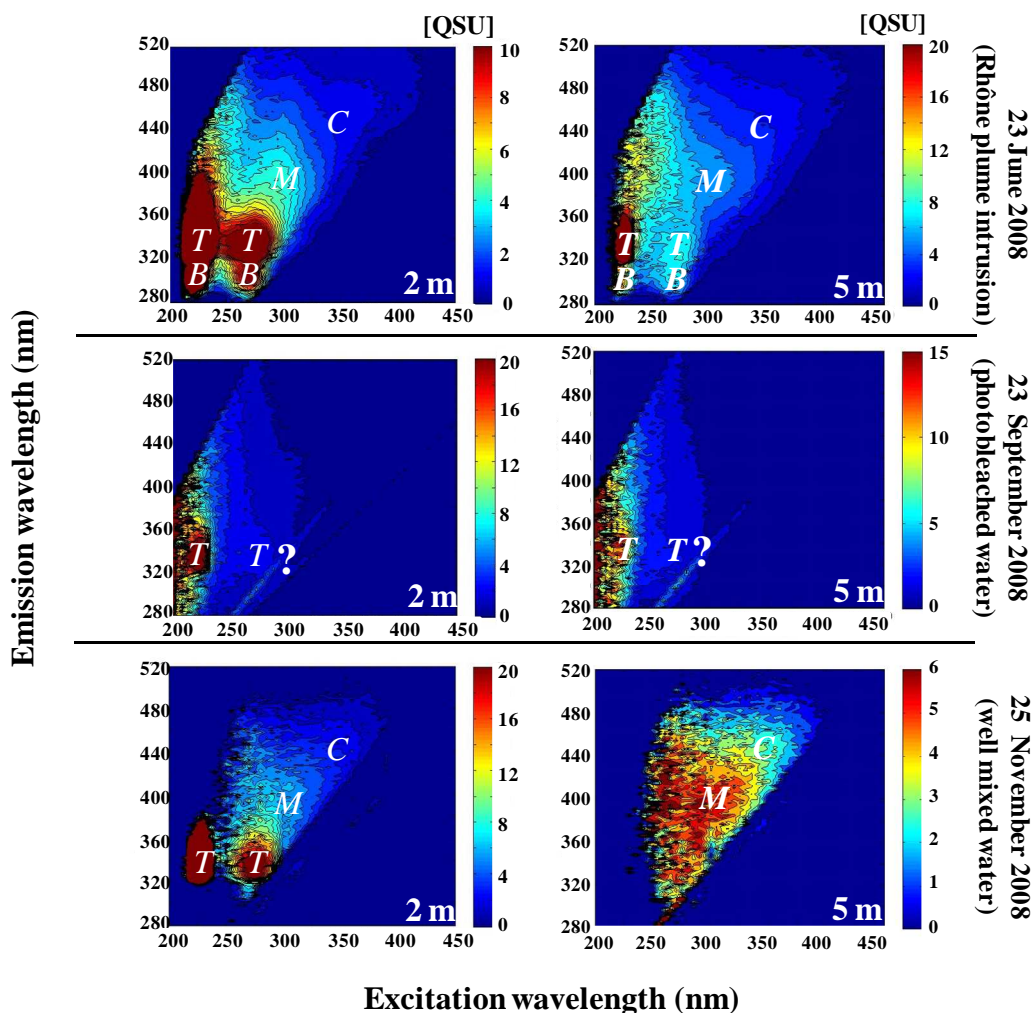 [QSU]
[QSU]
520
480
440
400
360
320
280
200 250 300 350 400 450
C
M
T T
B B
2 m
10
8
6
4
2
0
520
480
440
400
360
320
280
200 250 300 350 400 450
C
M
T T
B B
5 m
20
16
12
8
4
0
23 June 2008
(Rhône plume intrusion)
520
480
440
400
360
320
280
200 250 300 350 400 450
T T ?
2 m
20
16
12
8
4
0
520
480
440
400
360
320
280
200 250 300 350 400 450
T T ?
5 m
15
10
5
0
23 September 2008
(photobleached water)
520
480
440
400
360
320
280
200 250 300 350 400 450
C
M
T T
2 m
20
16
12
8
4
0
520
480
440
400
360
320
280
200 250 300 350 400 450
C
M
5 m
6
5
4
3
2
1
0
25 November 2008
(well mixed water)
Emission wavelength (nm)
Excitation wavelength (nm)